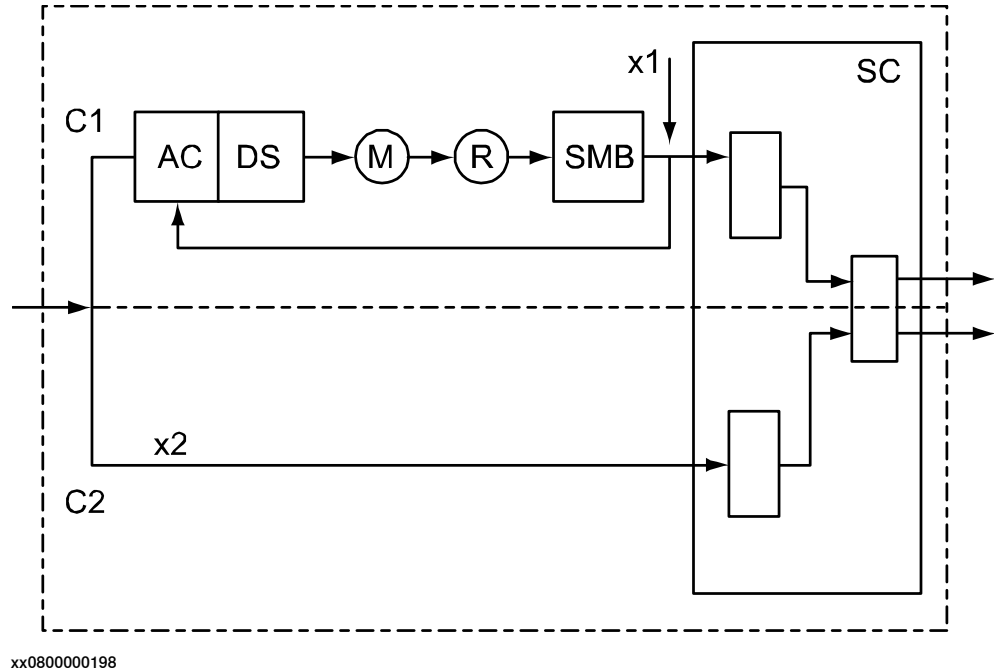 x1
SC
C1
AC
DS
M
R
SMB
x2
C2
xx0800000198